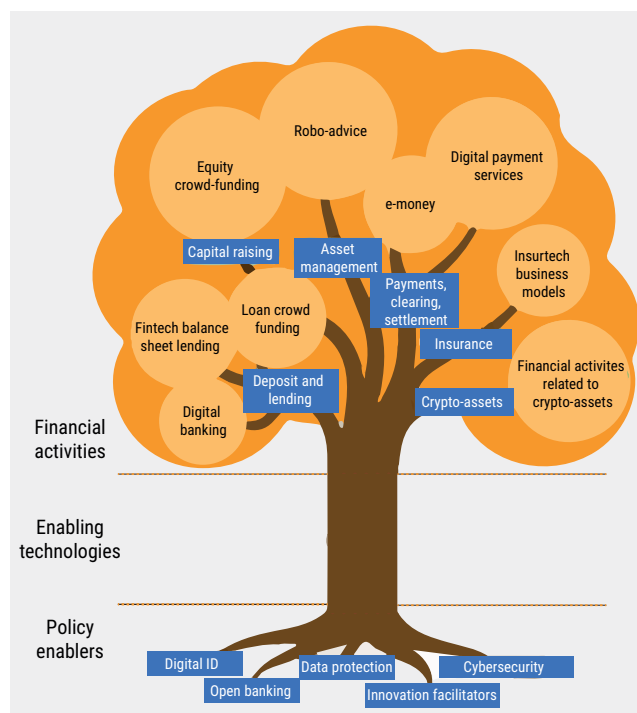 Robo-advice
Equity
crowd-funding
Digital payment
services
e-money
Capital raising
Asset
management
Insurtech
business
models
Payments,
clearing,
settlement
Loan crowd
funding
Fintech balance
sheet lending
Insurance
Financial activites
related to
crypto-assets
Deposit and
lending
Crypto-assets
Digital
banking
Financial
activities
Enabling
technologies
Policy
enablers
Digital ID
Data protection
Cybersecurity
Open banking
Innovation facilitators